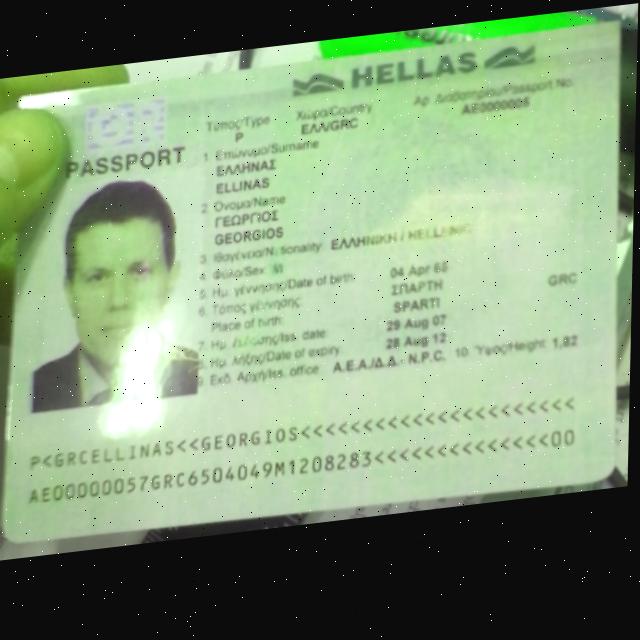 HELLAS
PASSPORT
Τύπος/Type
P
Χώρα/Country
ΕΛΛ/GRC
Αρ. Διαβατηρίου/Passport No.
AE0000005
1. Επώνυμο/Surname
ΕΛΛΗΝΑΣ
ELLINAS
2. Όνομα/Name
ΓΕΩΡΓΙΟΣ
GEORGIOS
3. Ιθαγένεια/Nationality ΕΛΛΗΝΙΚΗ / HELLENIC
4. Φύλο/Sex M
5. Ημ. γέννησης/Date of birth 04 Apr 65
6. Τόπος γέννησης ΣΠΑΡΤΗ GRC
Place of birth SPARTI
7. Ημ. έκδοσης/Iss. date 29 Aug 07
8. Ημ. λήξης/Date of expiry 28 Aug 12
9. Εκδ. Αρχή/Iss. office Α.Ε.Α/Δ.Δ. - N.P.C. 10. Ύψος/Height 1,82
P<GRCELLINAS<<GEORGIOS<<<<<<<<<<<<<<<<<<<<<<
AE00000057GRC6504049M1208283<<<<<<<<<<<<<<00